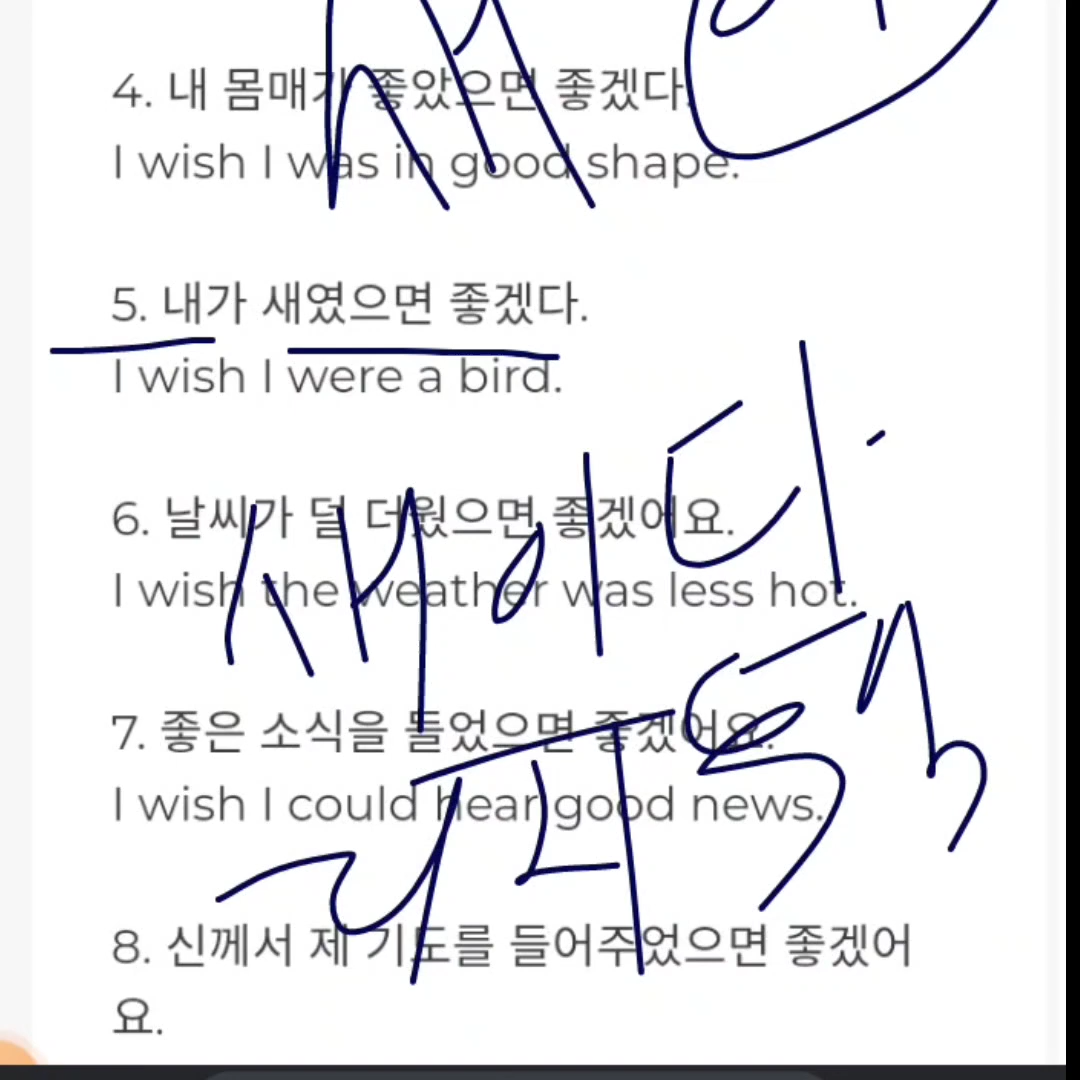 4. 내 몸매가 좋았으면 좋겠다.
I wish I was in good shape.
5. 내가 새였으면 좋겠다.
I wish I were a bird.
6. 날씨가 덜 더웠으면 좋겠어요.
I wish the weather was less hot.
새이다.
7. 좋은 소식을 들었으면 좋겠어요.
I wish I could hear good news.
8. 신께서 제 기도를 들어주었으면 좋겠어
요.